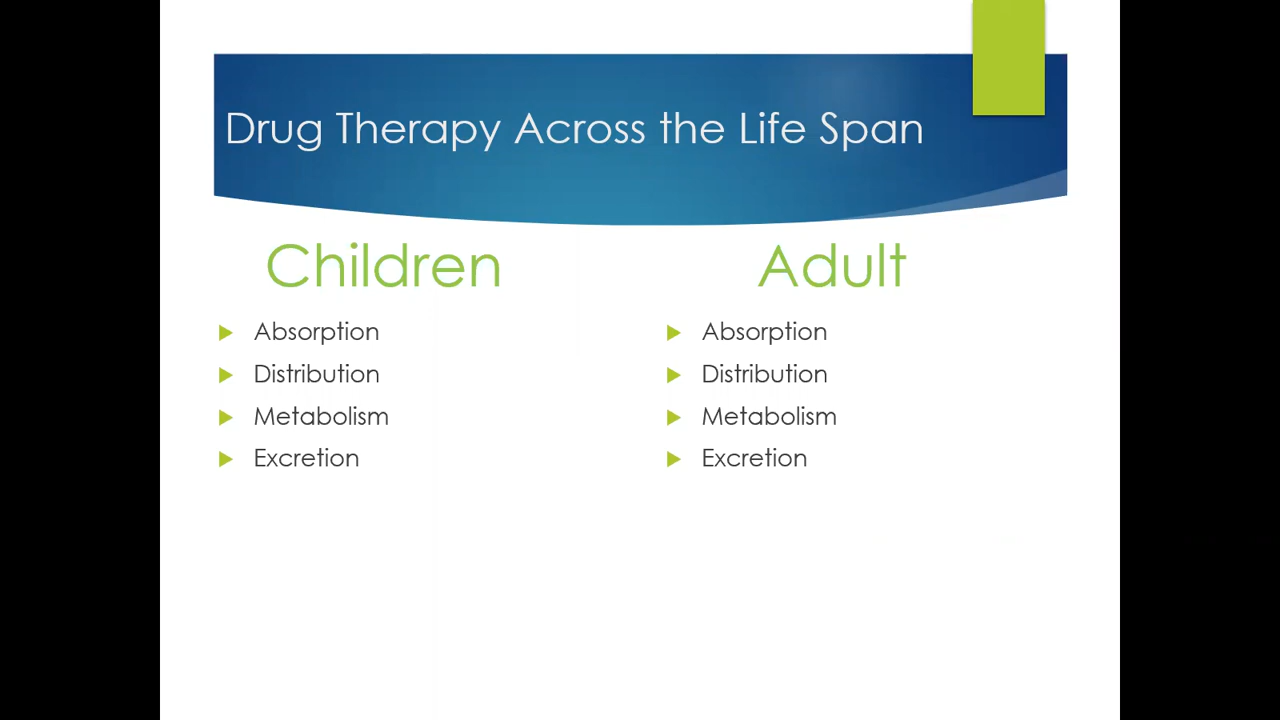 Drug Therapy Across the Life Span
Children
Absorption
Distribution
Metabolism
Excretion
Adult
Absorption
Distribution
Metabolism
Excretion